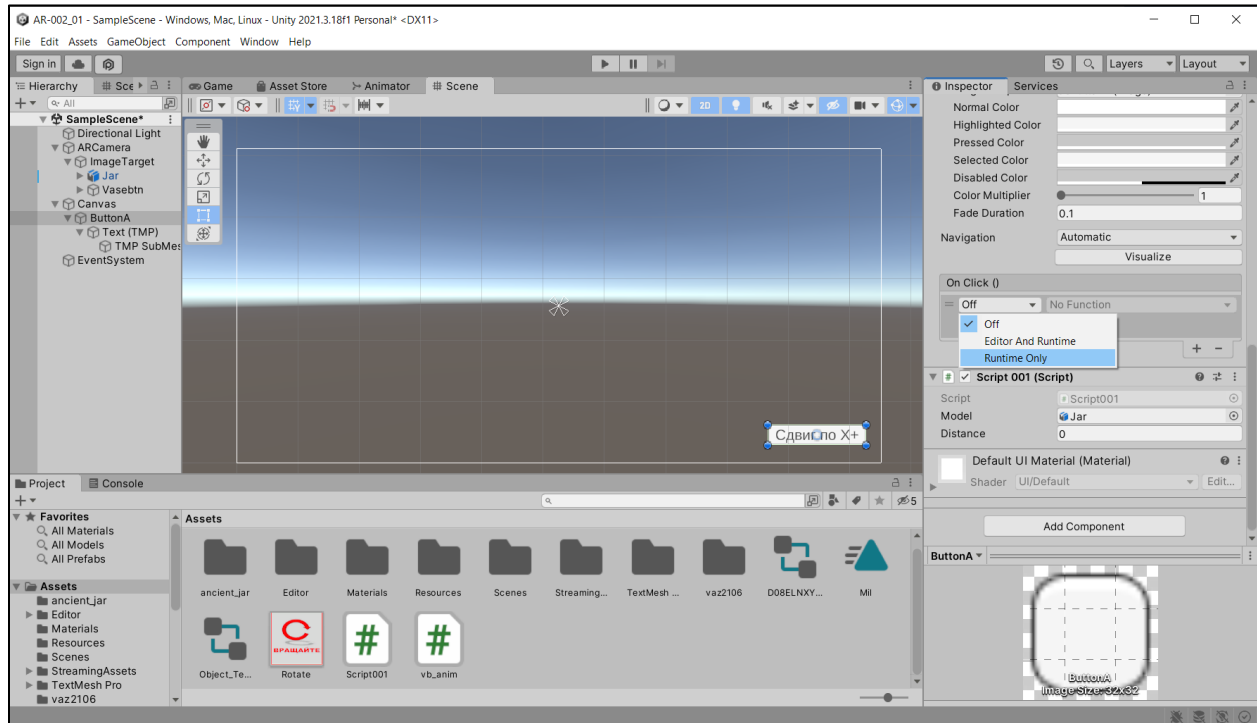 AR-002_01 - SampleScene - Windows, Mac, Linux - Unity 2021.3.18f1 Personal* <DX11>
File Edit Assets GameObject Component Window Help
Sign in
Layers
Layout
Hierarchy
Sce
All
SampleScene*
Directional Light
ARCamera
ImageTarget
Jar
Vasebtn
Canvas
ButtonA
Text (TMP)
TMP SubMes
EventSystem
Game
Asset Store
Animator
Scene
2D
Сдвиг по X+
Inspector
Services
Normal Color
Highlighted Color
Pressed Color
Selected Color
Disabled Color
Color Multiplier 1
Fade Duration 0.1
Navigation Automatic
Visualize
On Click ()
Off No Function
Off
Editor And Runtime
Runtime Only
+ -
# Script 001 (Script)
Script # Script001
Model Jar
Distance 0
Default UI Material (Material)
Shader UI/Default Edit...
Add Component
ButtonA
ButtonA
Image Size: 32x32
Project
Console
5
Favorites
All Materials
All Models
All Prefabs
Assets
ancient_jar
Editor
Materials
Resources
Scenes
StreamingAssets
TextMesh Pro
vaz2106
Assets
ancient_jar
Editor
Materials
Resources
Scenes
Streaming...
TextMesh ...
vaz2106
D08ELNXY...
Mil
Object_Te...
ВРАЩАЙТЕ
Rotate
#
Script001
#
vb_anim